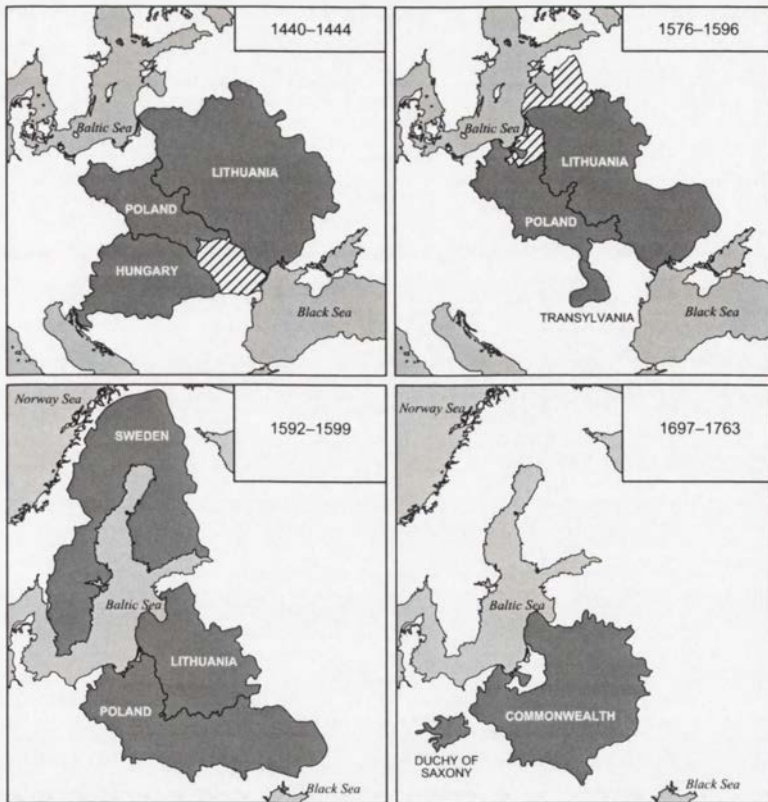 1440–1444
Baltic Sea
LITHUANIA
POLAND
HUNGARY
Black Sea
1576–1596
Baltic Sea
LITHUANIA
POLAND
TRANSYLVANIA
Black Sea
Norway Sea
1592–1599
SWEDEN
Baltic Sea
LITHUANIA
POLAND
Black Sea
Norway Sea
1697–1763
Baltic Sea
COMMONWEALTH
DUCHY OF
SAXONY
Black Sea